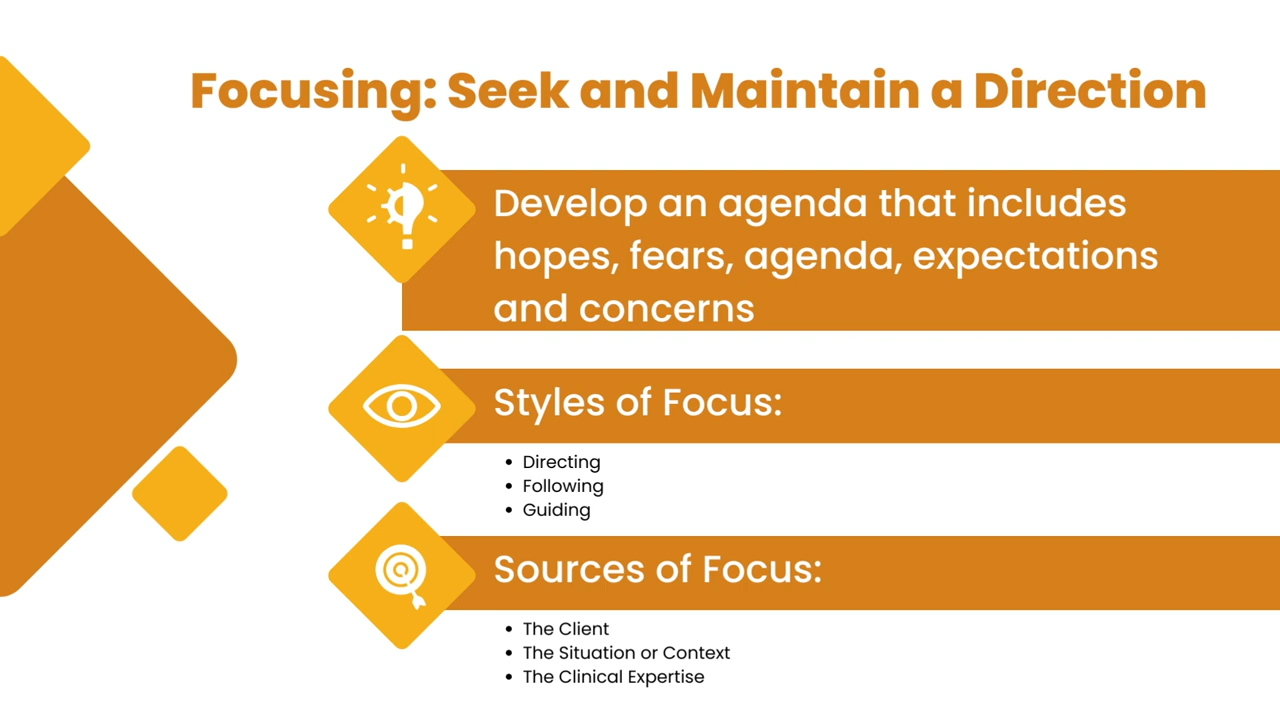 Focusing: Seek and Maintain a Direction
Develop an agenda that includes
hopes, fears, agenda, expectations
and concerns
Styles of Focus:
• Directing
• Following
• Guiding
Sources of Focus:
• The Client
• The Situation or Context
• The Clinical Expertise